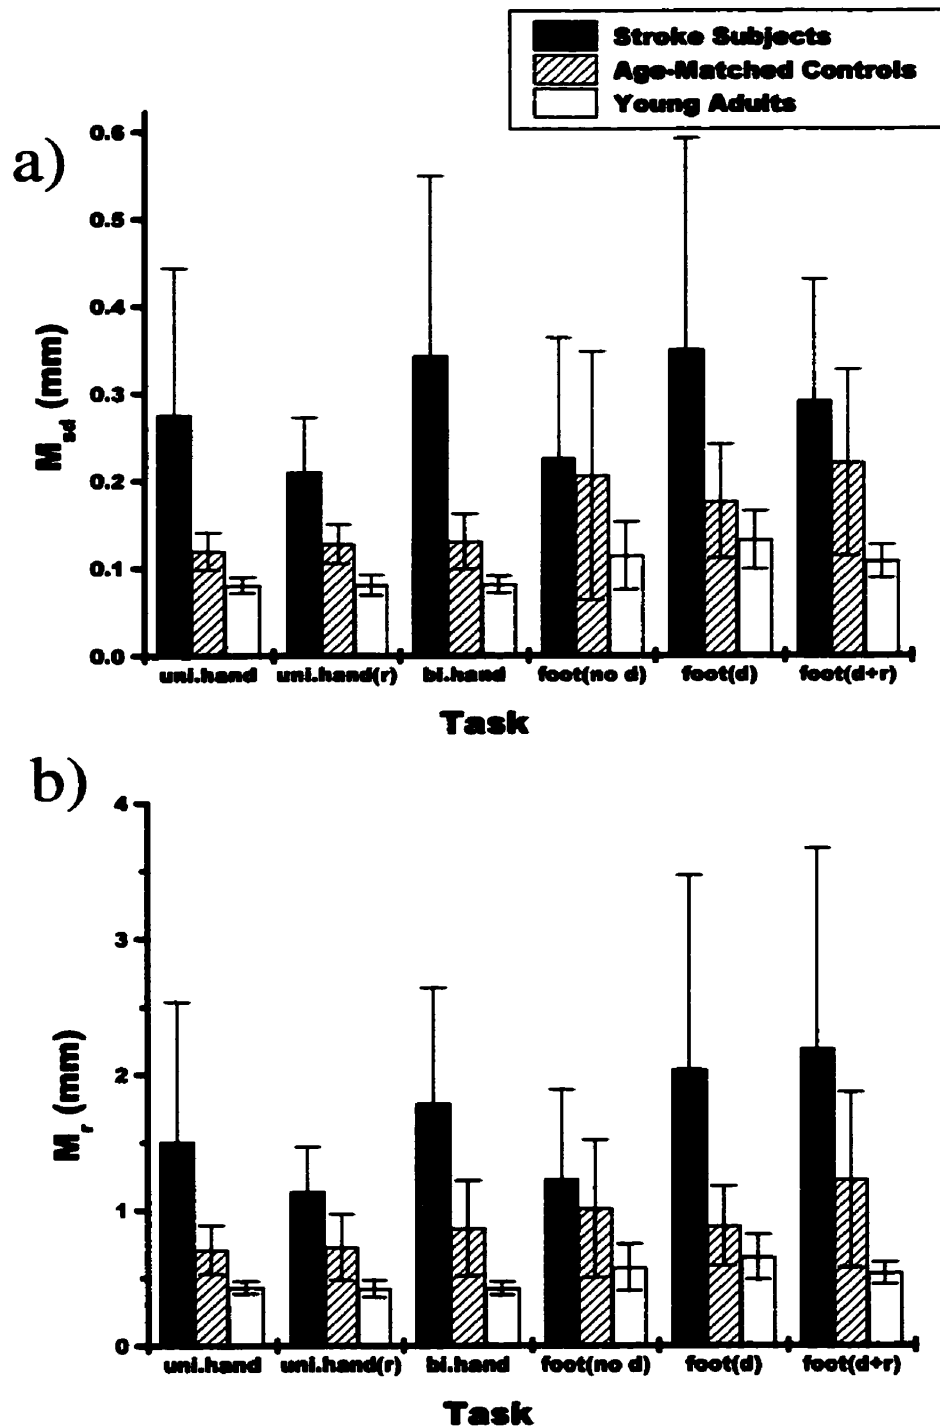 Stroke Subjects
Age-Matched Controls
Young Adults
a)
0.6
0.5
0.4
0.3
0.2
0.1
0.0
M_sd (mm)
uni.hand uni.hand(r) bi.hand foot(no d) foot(d) foot(d+r)
Task
b)
4
3
2
1
0
M_r (mm)
uni.hand uni.hand(r) bi.hand foot(no d) foot(d) foot(d+r)
Task